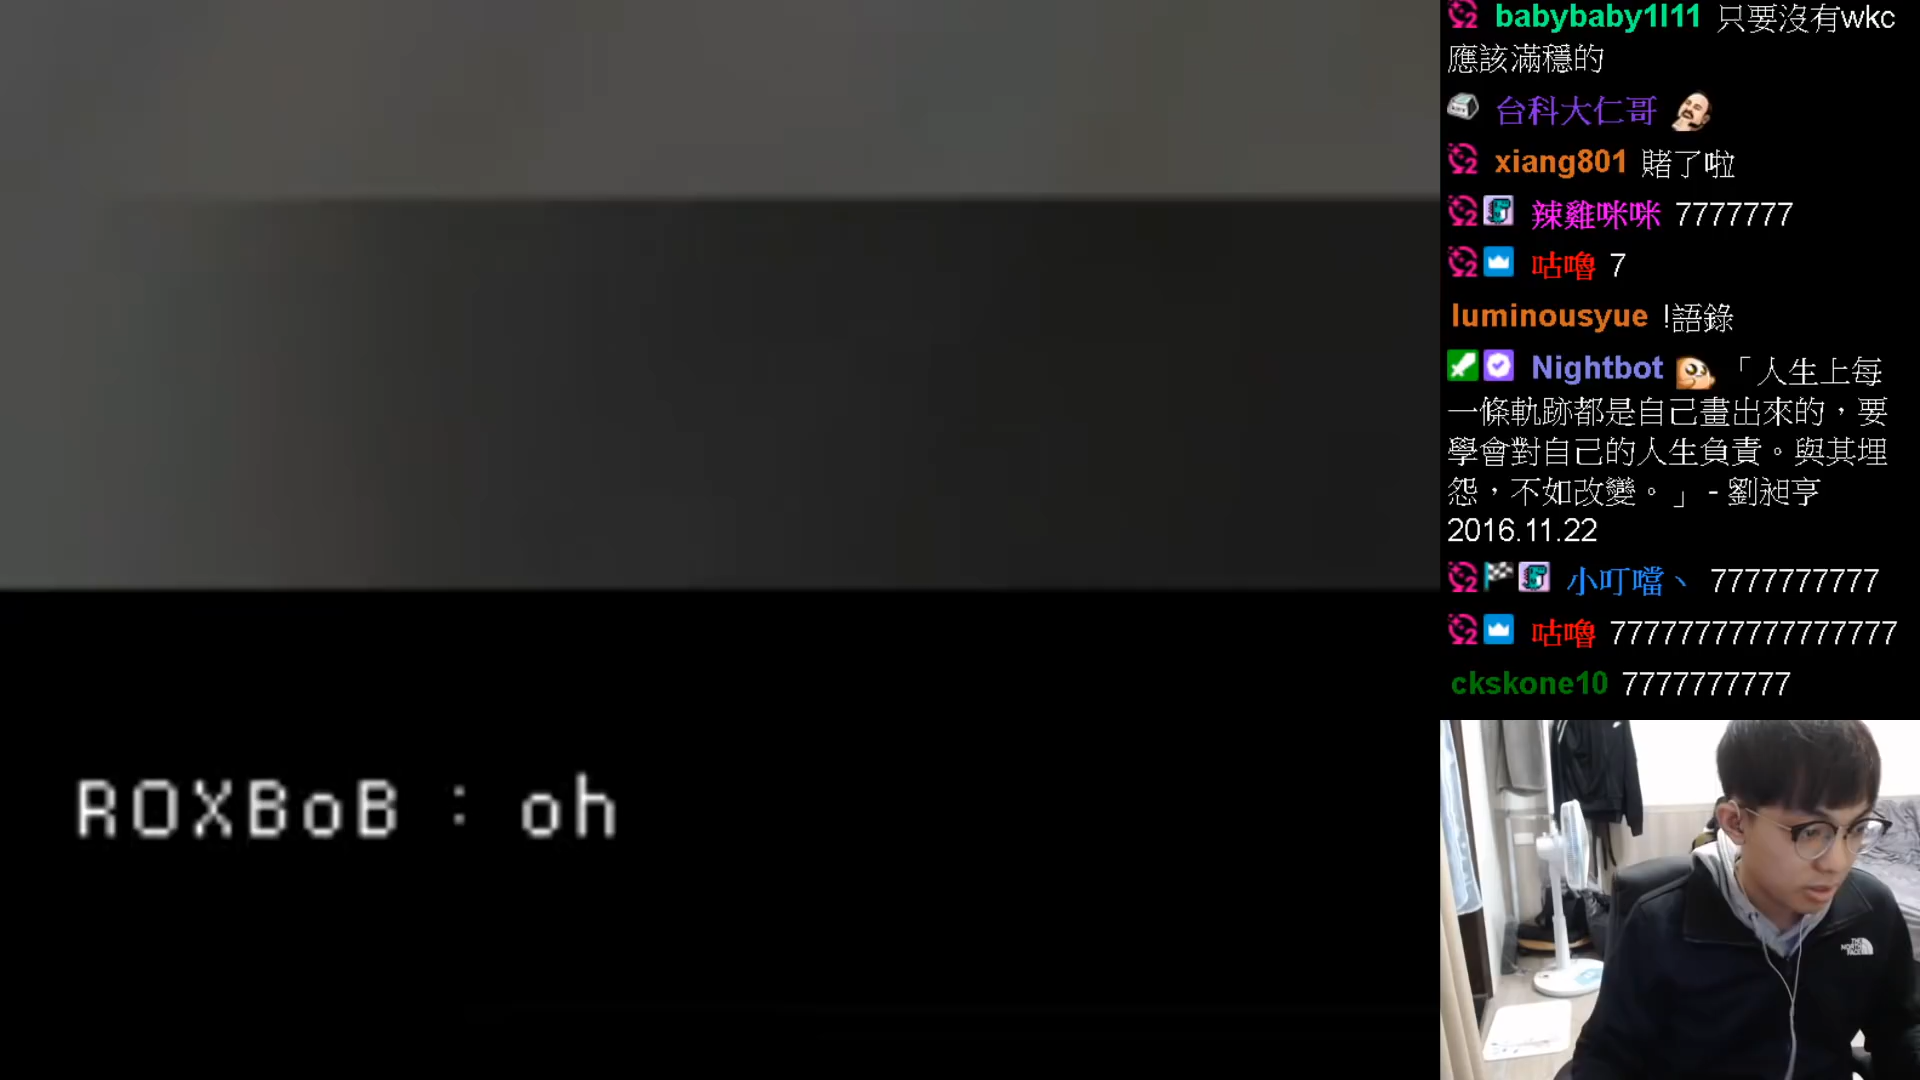 babybaby1l11 只要沒有wkc
應該滿穩的
台科大仁哥
xiang801 賭了啦
辣雞咪咪 7777777
咕嚕 7
luminousyue !語錄
Nightbot 「人生上每
一條軌跡都是自己畫出來的，要
學會對自己的人生負責。與其埋
怨，不如改變。」 - 劉昶亨
2016.11.22
小叮噹丶 7777777777
咕嚕 77777777777777777
ckskone10 7777777777
ROXBoB : oh
THE
NORTH
FACE